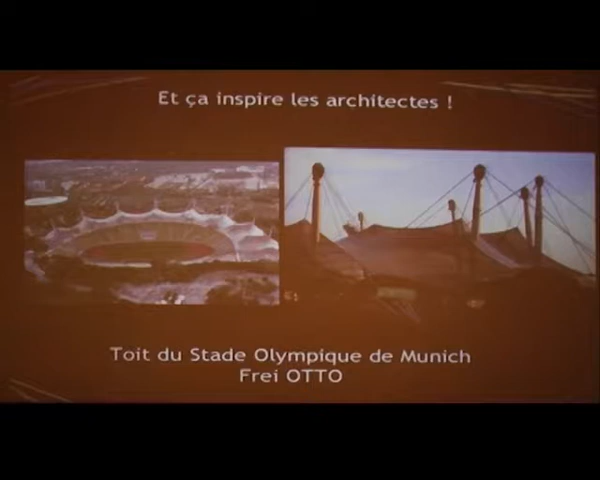 Et ça inspire les architectes !
Toit du Stade Olympique de Munich
Frei OTTO